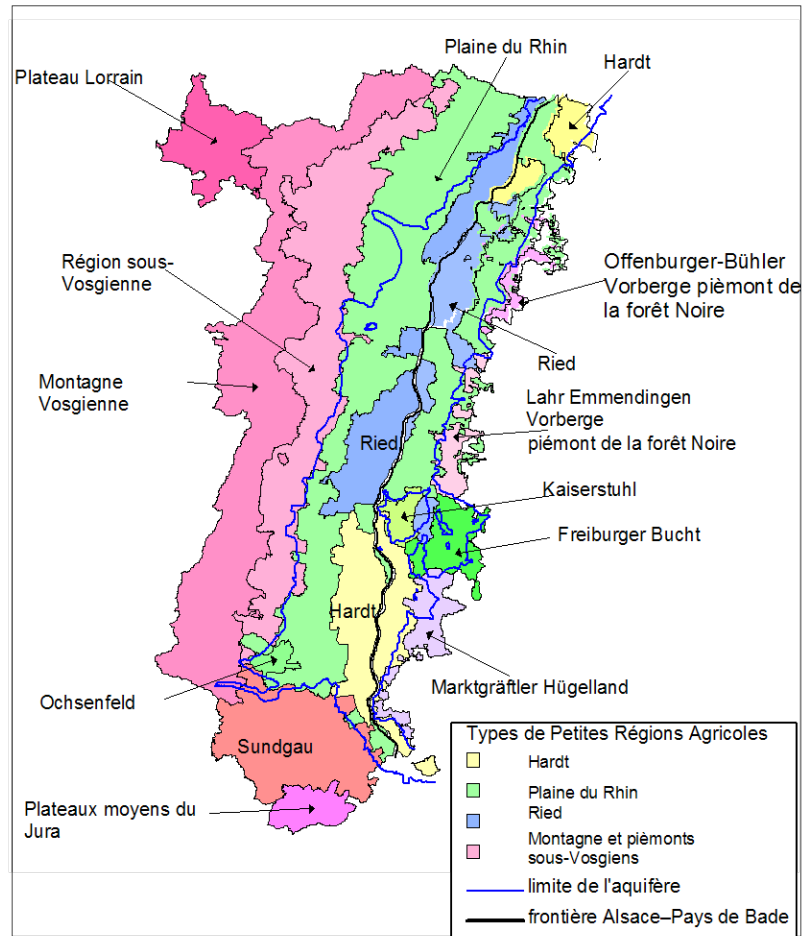 Plaine du Rhin
Hardt
Plateau Lorrain
Région sous-
Vosgienne
Offenburger-Bühler
Vorberge pièmont de
la forêt Noire
Ried
Montagne
Vosgienne
Lahr Emmendingen
Vorberge
piémont de la forêt Noire
Ried
Kaiserstuhl
Freiburger Bucht
Hardt
Marktgräftler Hügelland
Ochsenfeld
Sundgau
Plateaux moyens du
Jura
Types de Petites Régions Agricoles
Hardt
Plaine du Rhin
Ried
Montagne et pièmonts
sous-Vosgiens
limite de l'aquifère
frontière Alsace–Pays de Bade